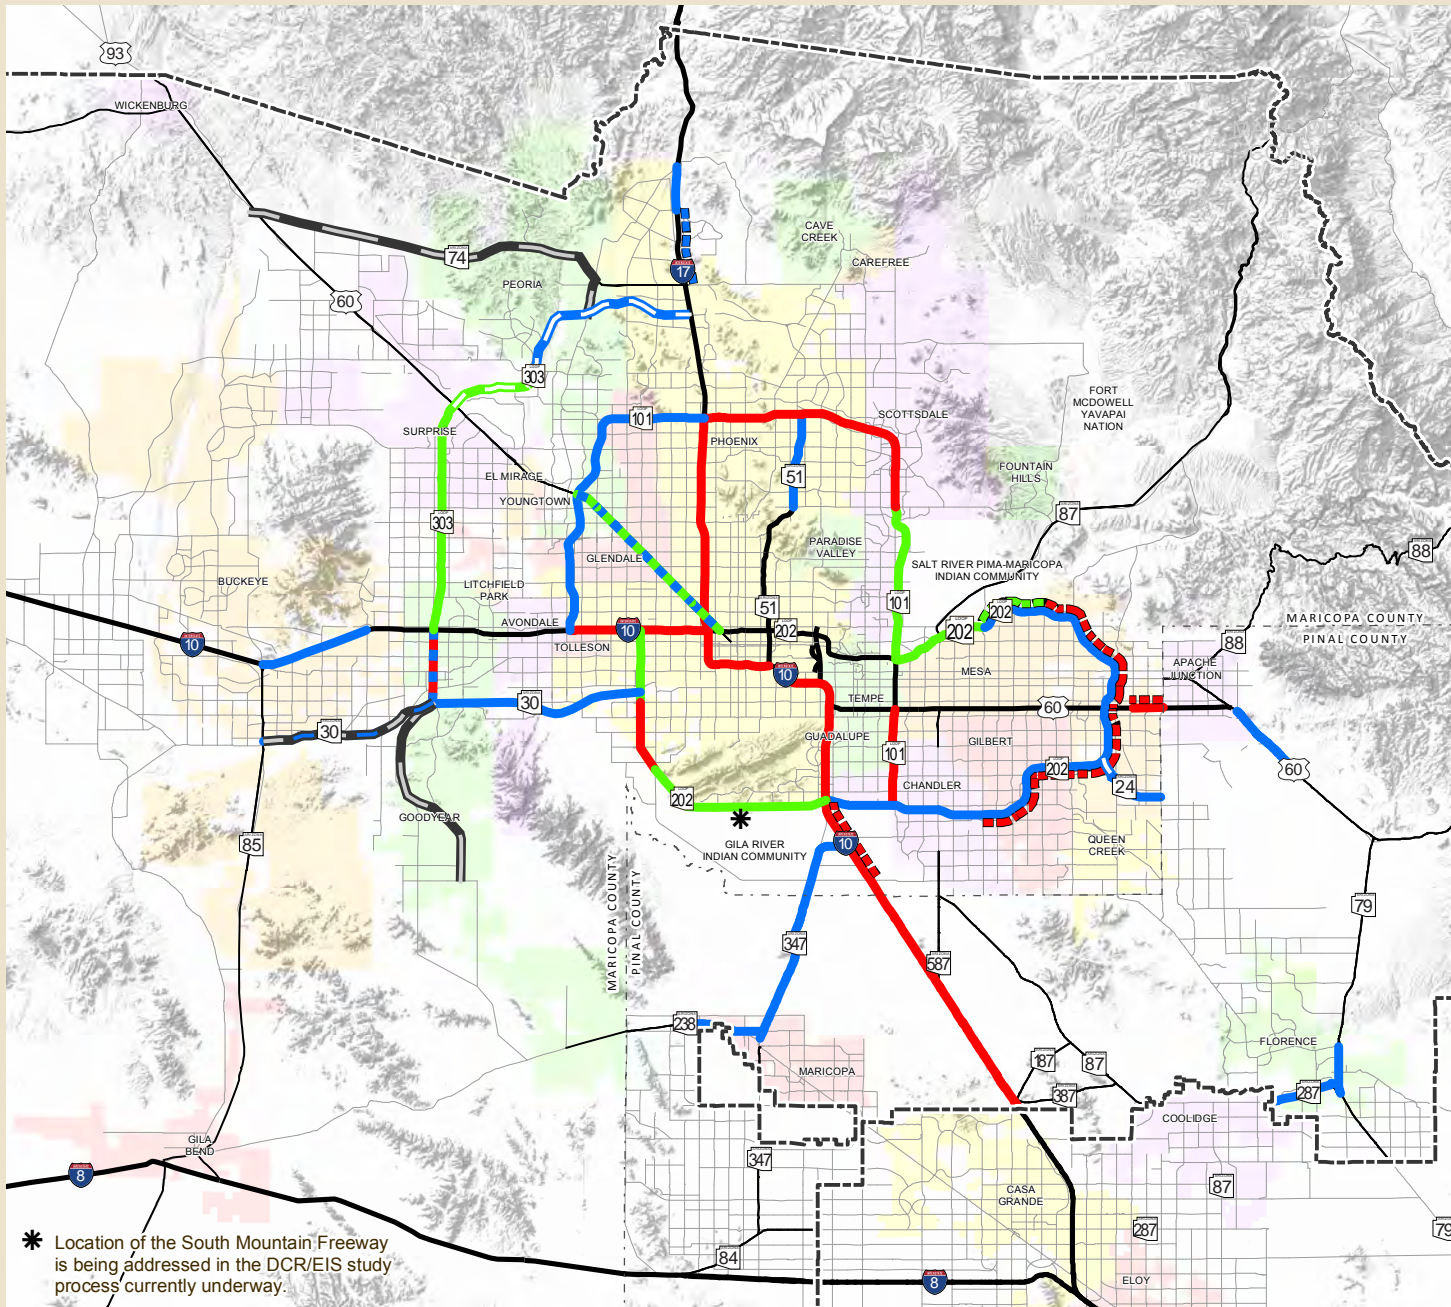 93
WICKENBURG
CAVE
CREEK
CAREFREE
74
17
PEORIA
60
303
FORT
MCDOWELL
YAVAPAI
NATION
101
SCOTTSDALE
SURPRISE
PHOENIX
EL MIRAGE
51
FOUNTAIN
HILLS
YOUNGTOWN
87
303
PARADISE
VALLEY
88
GLENDALE
SALT RIVER PIMA-MARICOPA
INDIAN COMMUNITY
BUCKEYE
LITCHFIELD
PARK
51
101
202
MARICOPA COUNTY
PINAL COUNTY
AVONDALE
10
202
202
88
10
TOLLESON
10
MESA
APACHE
JUNCTION
30
TEMPE
60
30
GUADALUPE
GILBERT
101
202
60
CHANDLER
24
202
GOODYEAR
85
GILA RIVER
INDIAN COMMUNITY
10
QUEEN
CREEK
MARICOPA COUNTY
PINAL COUNTY
79
347
587
238
FLORENCE
187
87
MARICOPA
387
287
COOLIDGE
GILA
BEND
347
8
87
CASA
GRANDE
287
79
84
8
ELOY
Location of the South Mountain Freeway
is being addressed in the DCR/EIS study
process currently underway.